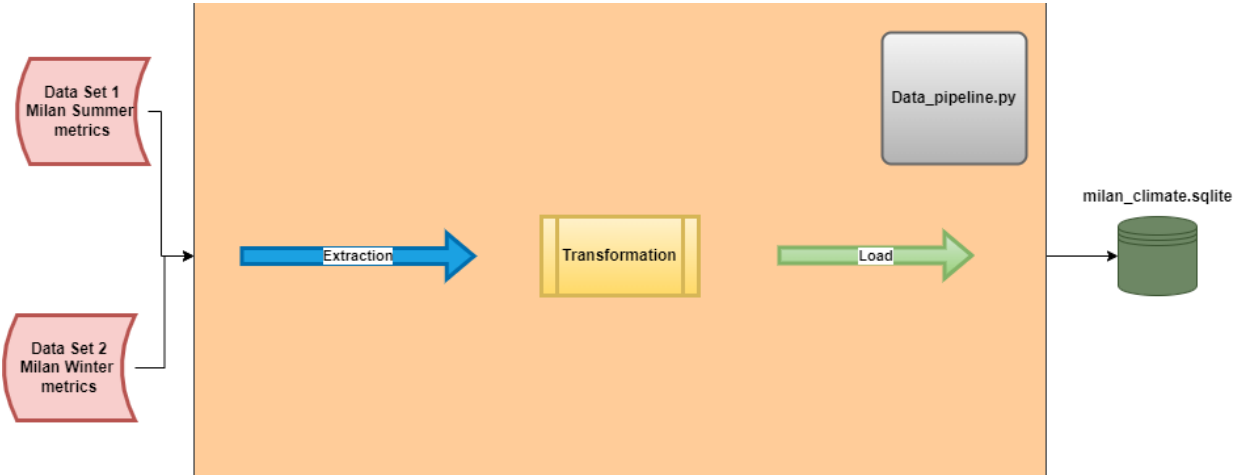 Data Set 1
Milan Summer
metrics
Data_pipeline.py
milan_climate.sqlite
Extraction
Transformation
Load
Data Set 2
Milan Winter
metrics